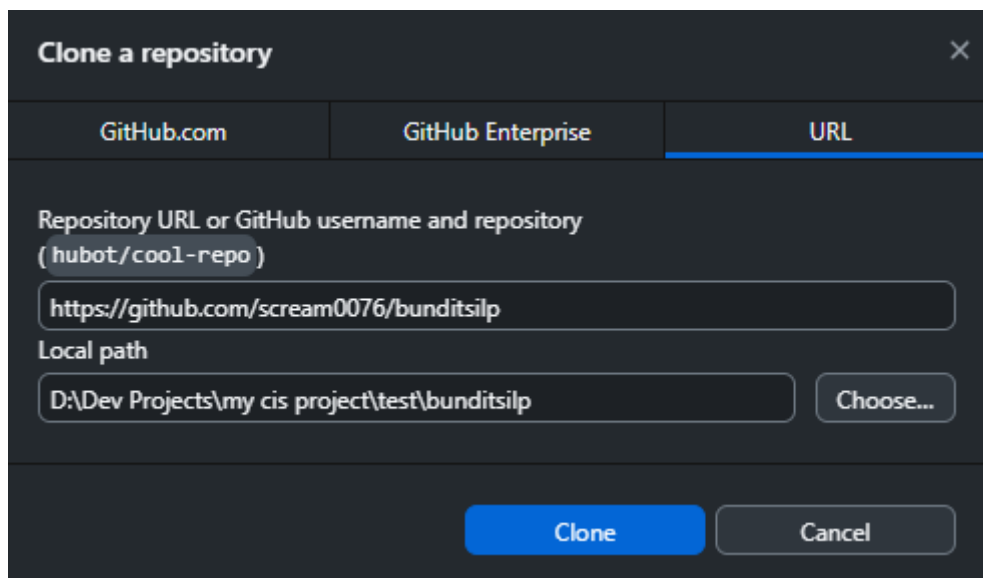 Clone a repository
GitHub.com
GitHub Enterprise
URL
Repository URL or GitHub username and repository
(hubot/cool-repo)
https://github.com/scream0076/bunditsilp
Local path
D:\Dev Projects\my cis project\test\bunditsilp
Choose...
Clone
Cancel